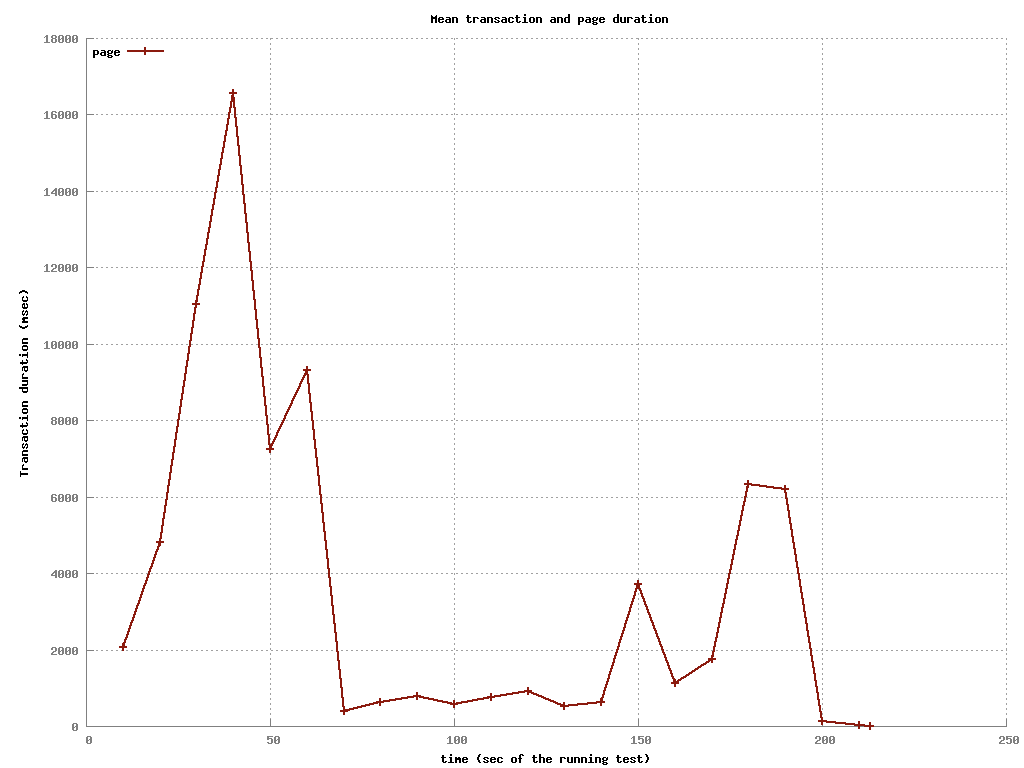 Mean transaction and page duration
page
18000
16000
14000
12000
10000
8000
6000
4000
2000
0
Transaction duration (msec)
0 50 100 150 200 250
time (sec of the running test)